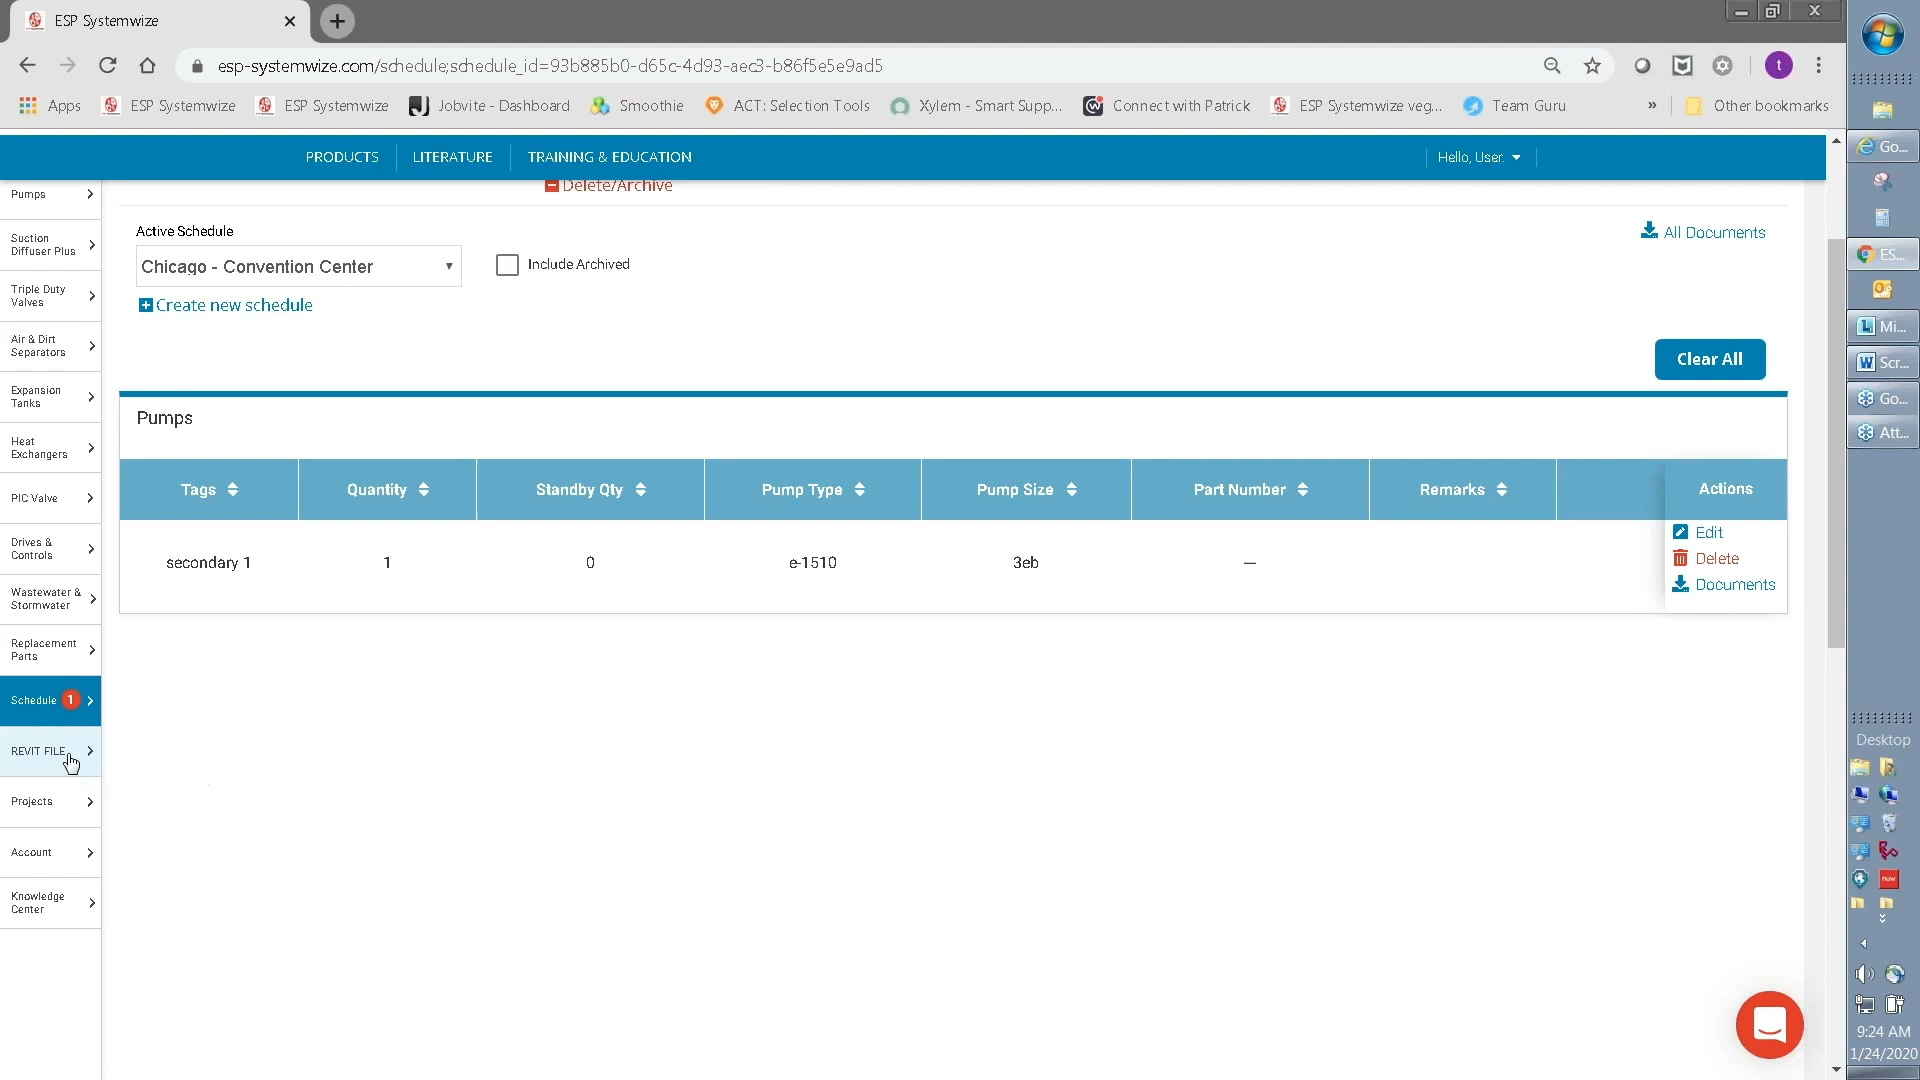 ESP Systemwize
esp-systemwize.com/schedule;schedule_id=93b885b0-d65c-4d93-aec3-b86f5e5e9ad5
t
Apps
ESP Systemwize
ESP Systemwize
Jobvite - Dashboard
Smoothie
ACT: Selection Tools
Xylem - Smart Supp...
Connect with Patrick
ESP Systemwize veg...
Team Guru
»
Other bookmarks
PRODUCTS
LITERATURE
TRAINING & EDUCATION
Hello, User.
Pumps
Suction
Diffuser Plus
Triple Duty
Valves
Air & Dirt
Separators
Expansion
Tanks
Heat
Exchangers
PIC Valve
Drives &
Controls
Wastewater &
Stormwater
Replacement
Parts
Schedule 1
REVIT FILE
Projects
Account
Knowledge
Center
Delete/Archive
Active Schedule
All Documents
Chicago - Convention Center
Include Archived
Create new schedule
Clear All
Pumps
Tags
Quantity
Standby Qty
Pump Type
Pump Size
Part Number
Remarks
Actions
secondary 1
1
0
e-1510
3eb
—
Edit
Delete
Documents
Go...
ES...
Mi...
Scr...
Go...
Att...
Desktop
now
9:24 AM
1/24/2020